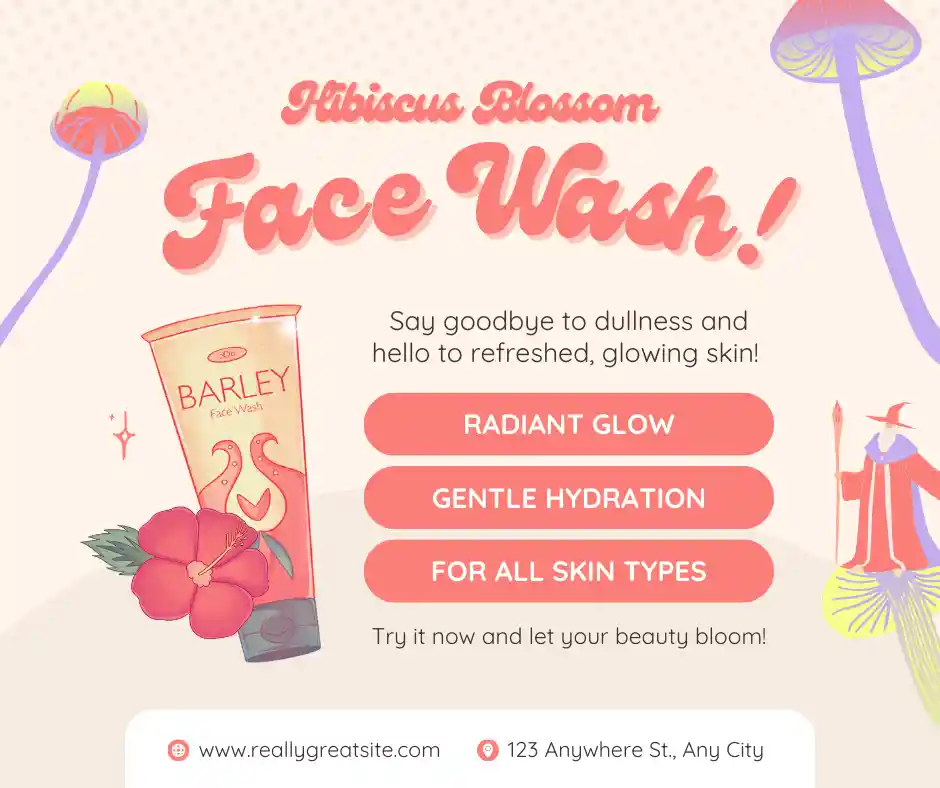 Hibiscus Blossom
Face Wash!
BARLEY
Face Wash
Say goodbye to dullness and
hello to refreshed, glowing skin!
RADIANT GLOW
GENTLE HYDRATION
FOR ALL SKIN TYPES
Try it now and let your beauty bloom!
www.reallygreatsite.com
123 Anywhere St., Any City